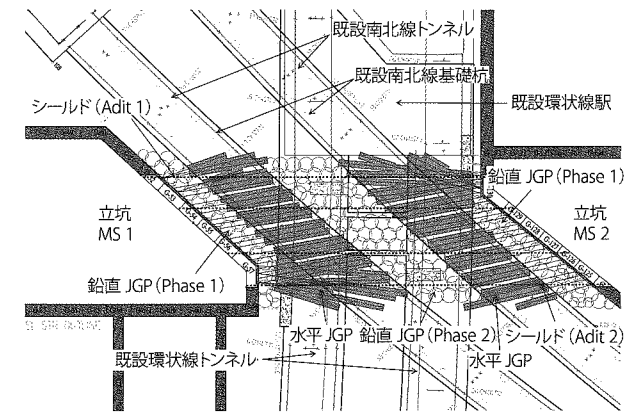 既設南北線トンネル
既設南北線基礎杭
シールド(Adit 1)
既設環状線駅
鉛直 JGP(Phase 1)
立坑
MS 1
立坑
MS 2
鉛直 JGP(Phase 1)
水平 JGP
鉛直 JGP(Phase 2)
シールド(Adit 2)
既設環状線トンネル
水平 JGP